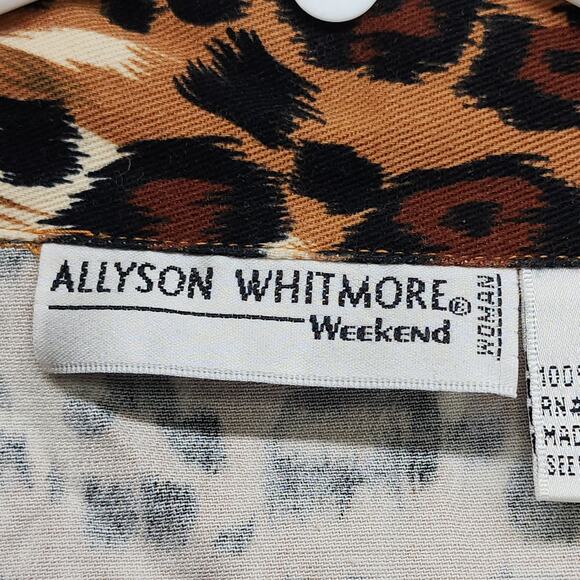 ALLYSON WHITMORE®
Weekend
WOMAN
100%
RN#
MAD
SEE